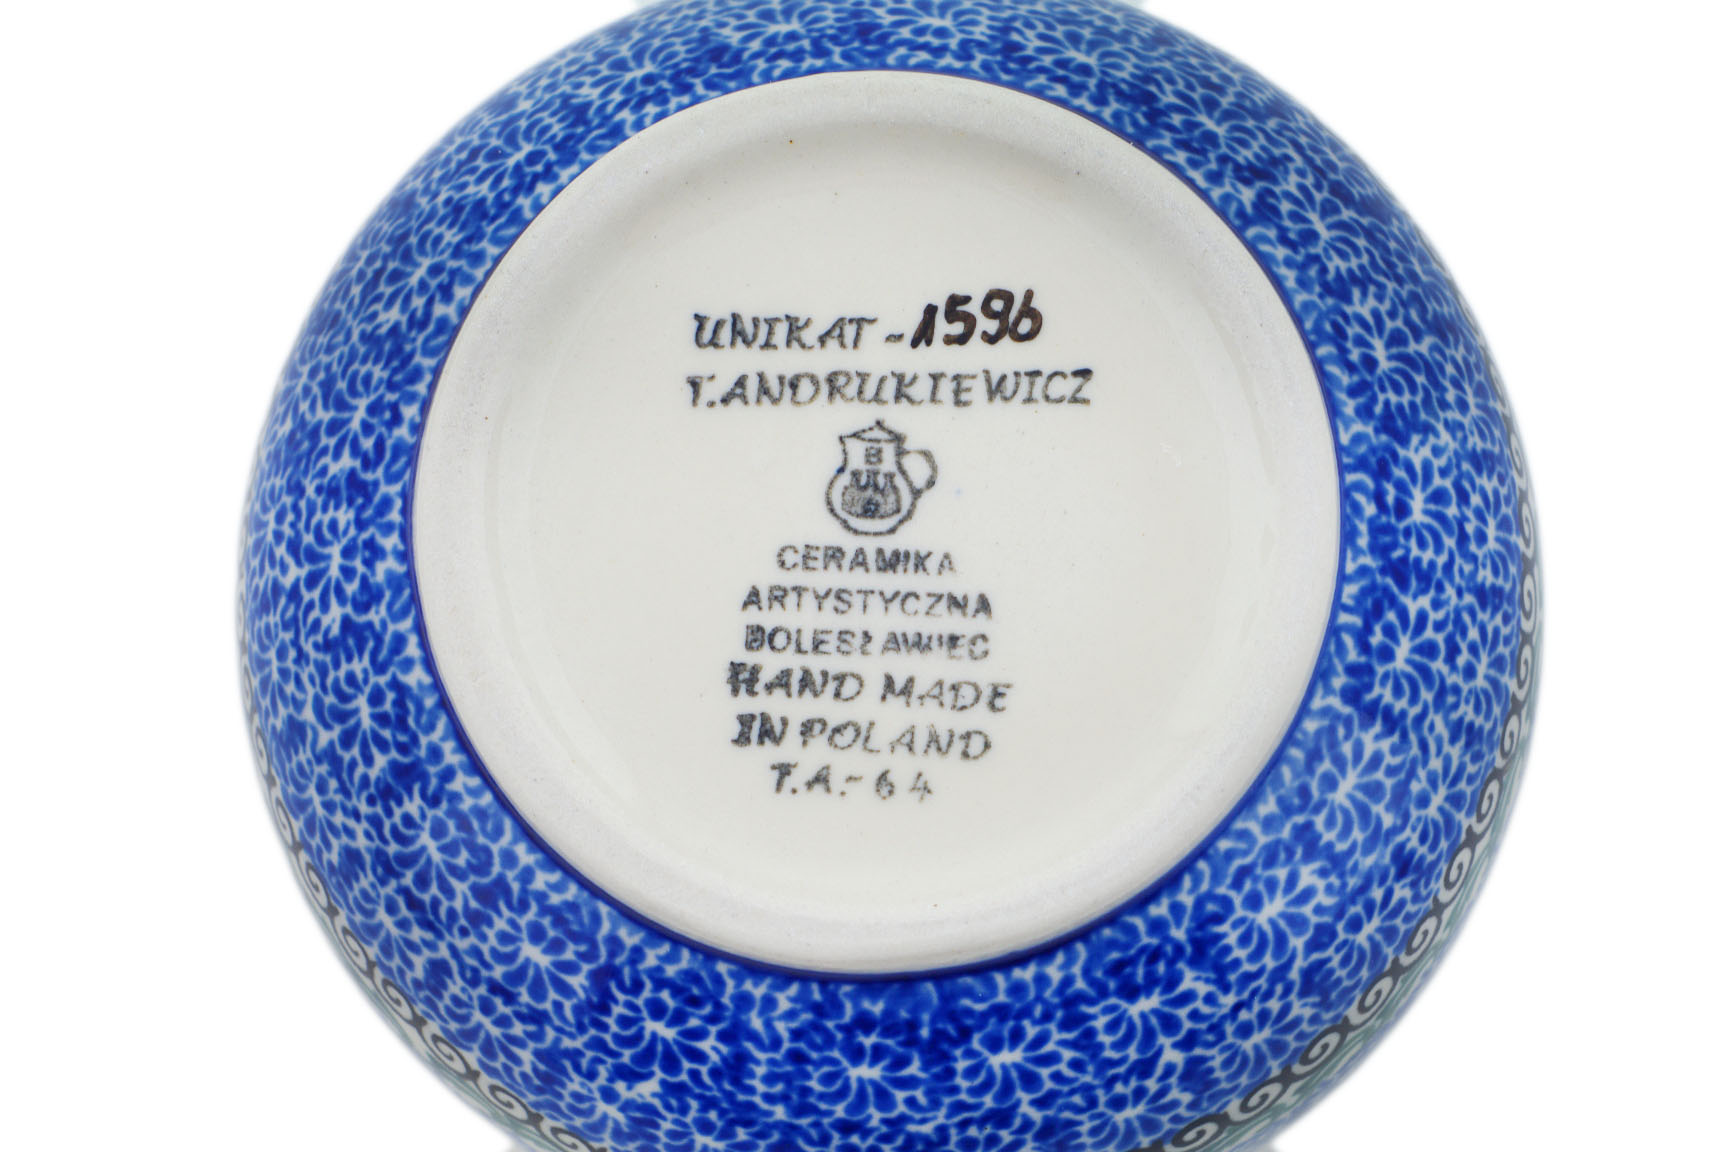 UNIKAT - 1596
T. ANDRUKIEWICZ
B
CERAMIKA
ARTYSTYCZNA
BOLESŁAWIEC
HAND MADE
IN POLAND
T.A.- 64